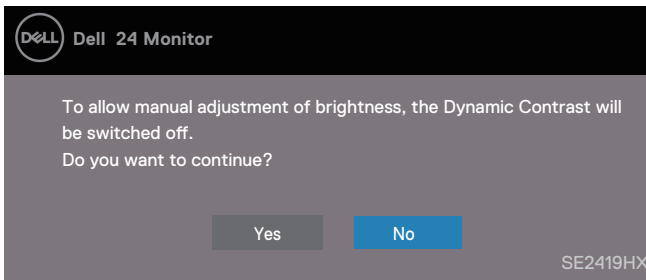 DELL Dell 24 Monitor
To allow manual adjustment of brightness, the Dynamic Contrast will
be switched off.
Do you want to continue?
Yes No
SE2419HX